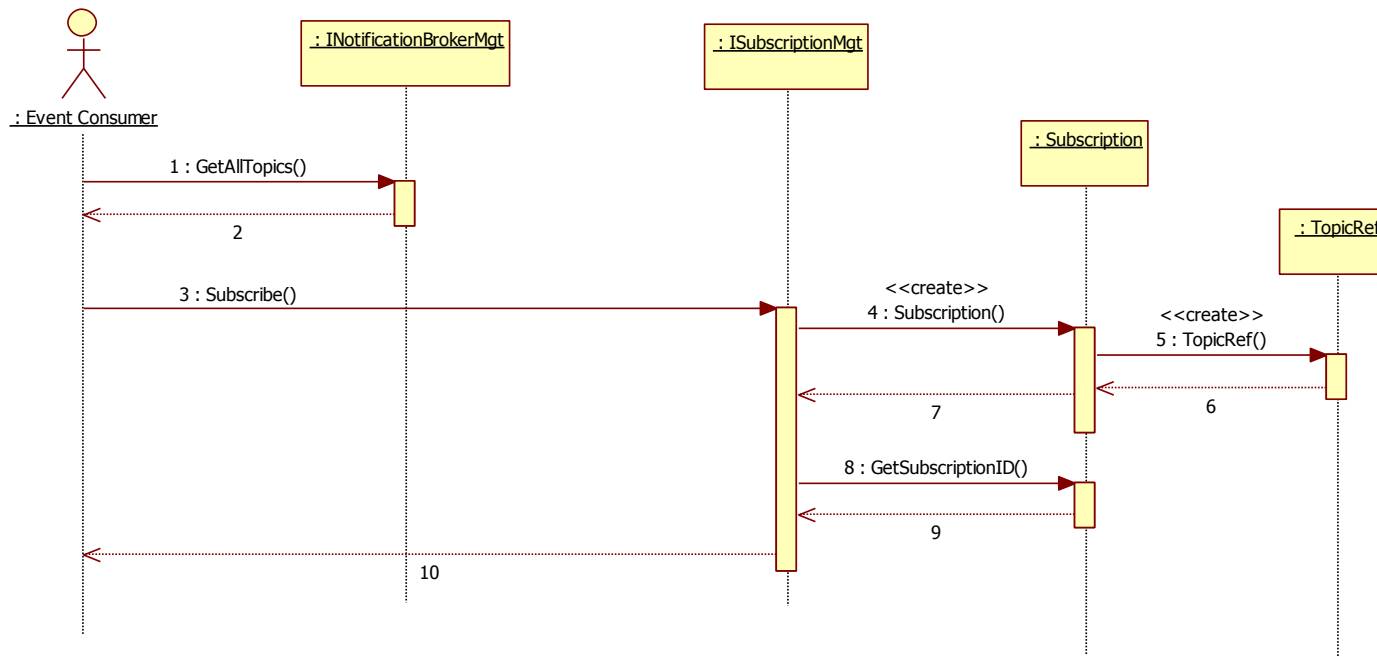 : INotificationBrokerMgt
: ISubscriptionMgt
: Event Consumer
: Subscription
1 : GetAllTopics()
2
: TopicRef
3 : Subscribe()
<<create>>
4 : Subscription()
<<create>>
5 : TopicRef()
6
7
8 : GetSubscriptionID()
9
10